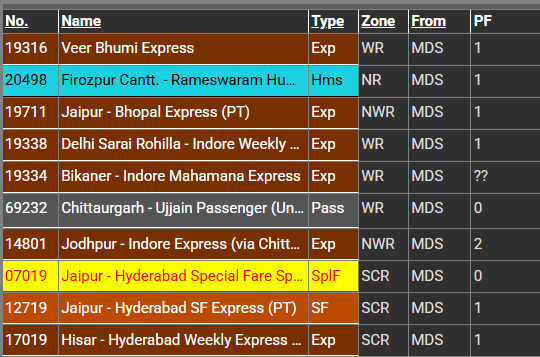 No. Name Type Zone From PF
19316 Veer Bhumi Express Exp WR MDS 1
20498 Firozpur Cantt. - Rameswaram Hu... Hms NR MDS 1
19711 Jaipur - Bhopal Express (PT) Exp NWR MDS 1
19338 Delhi Sarai Rohilla - Indore Weekly ... Exp WR MDS 1
19334 Bikaner - Indore Mahamana Express Exp WR MDS ??
69232 Chittaurgarh - Ujjain Passenger (Un... Pass WR MDS 0
14801 Jodhpur - Indore Express (via Chitt... Exp NWR MDS 2
07019 Jaipur - Hyderabad Special Fare Sp... SplF SCR MDS 0
12719 Jaipur - Hyderabad SF Express (PT) SF SCR MDS 1
17019 Hisar - Hyderabad Weekly Express ... Exp SCR MDS 1